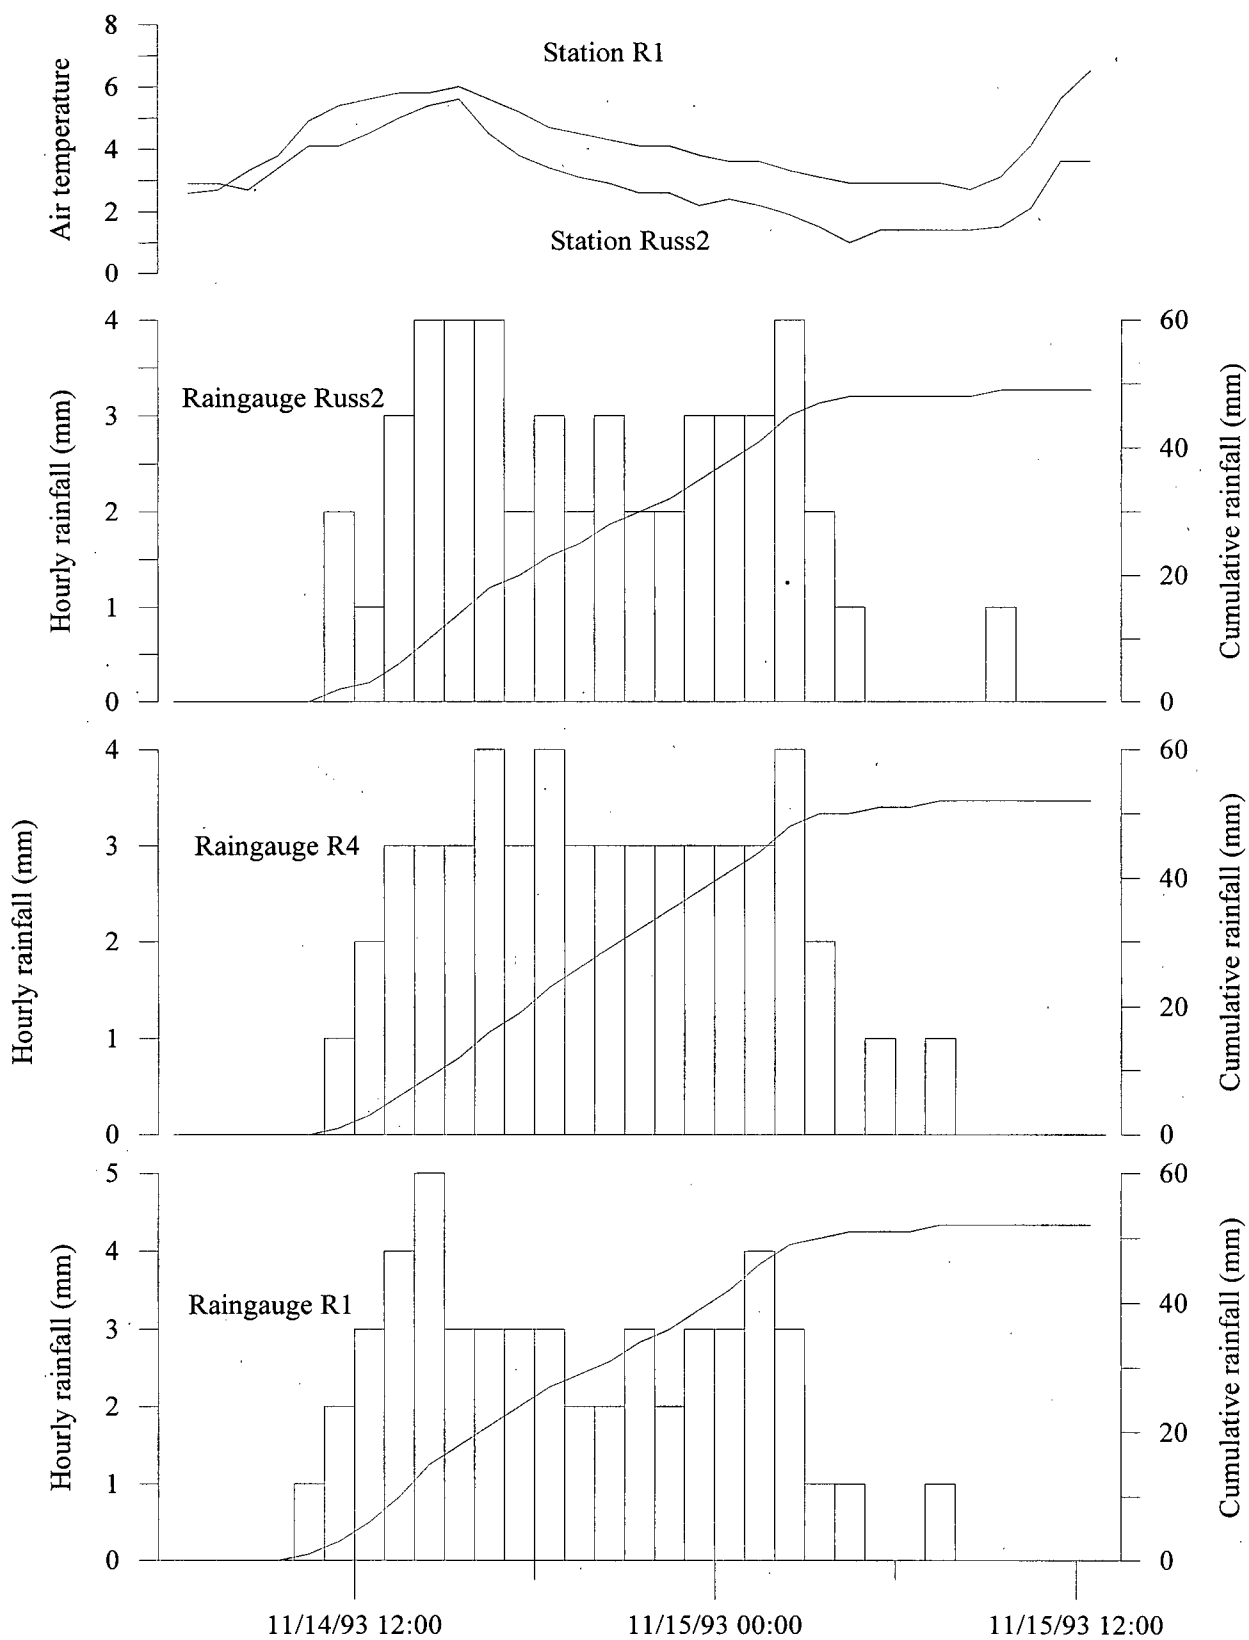 8
6
4
2
0
Air temperature
Station R1
Station Russ2
4
3
2
1
0
Hourly rainfall (mm)
Raingauge Russ2
60
40
20
0
Cumulative rainfall (mm)
4
3
2
1
0
Hourly rainfall (mm)
Raingauge R4
60
40
20
0
Cumulative rainfall (mm)
5
4
3
2
1
0
Hourly rainfall (mm)
Raingauge R1
60
40
20
0
Cumulative rainfall (mm)
11/14/93 12:00 11/15/93 00:00 11/15/93 12:00